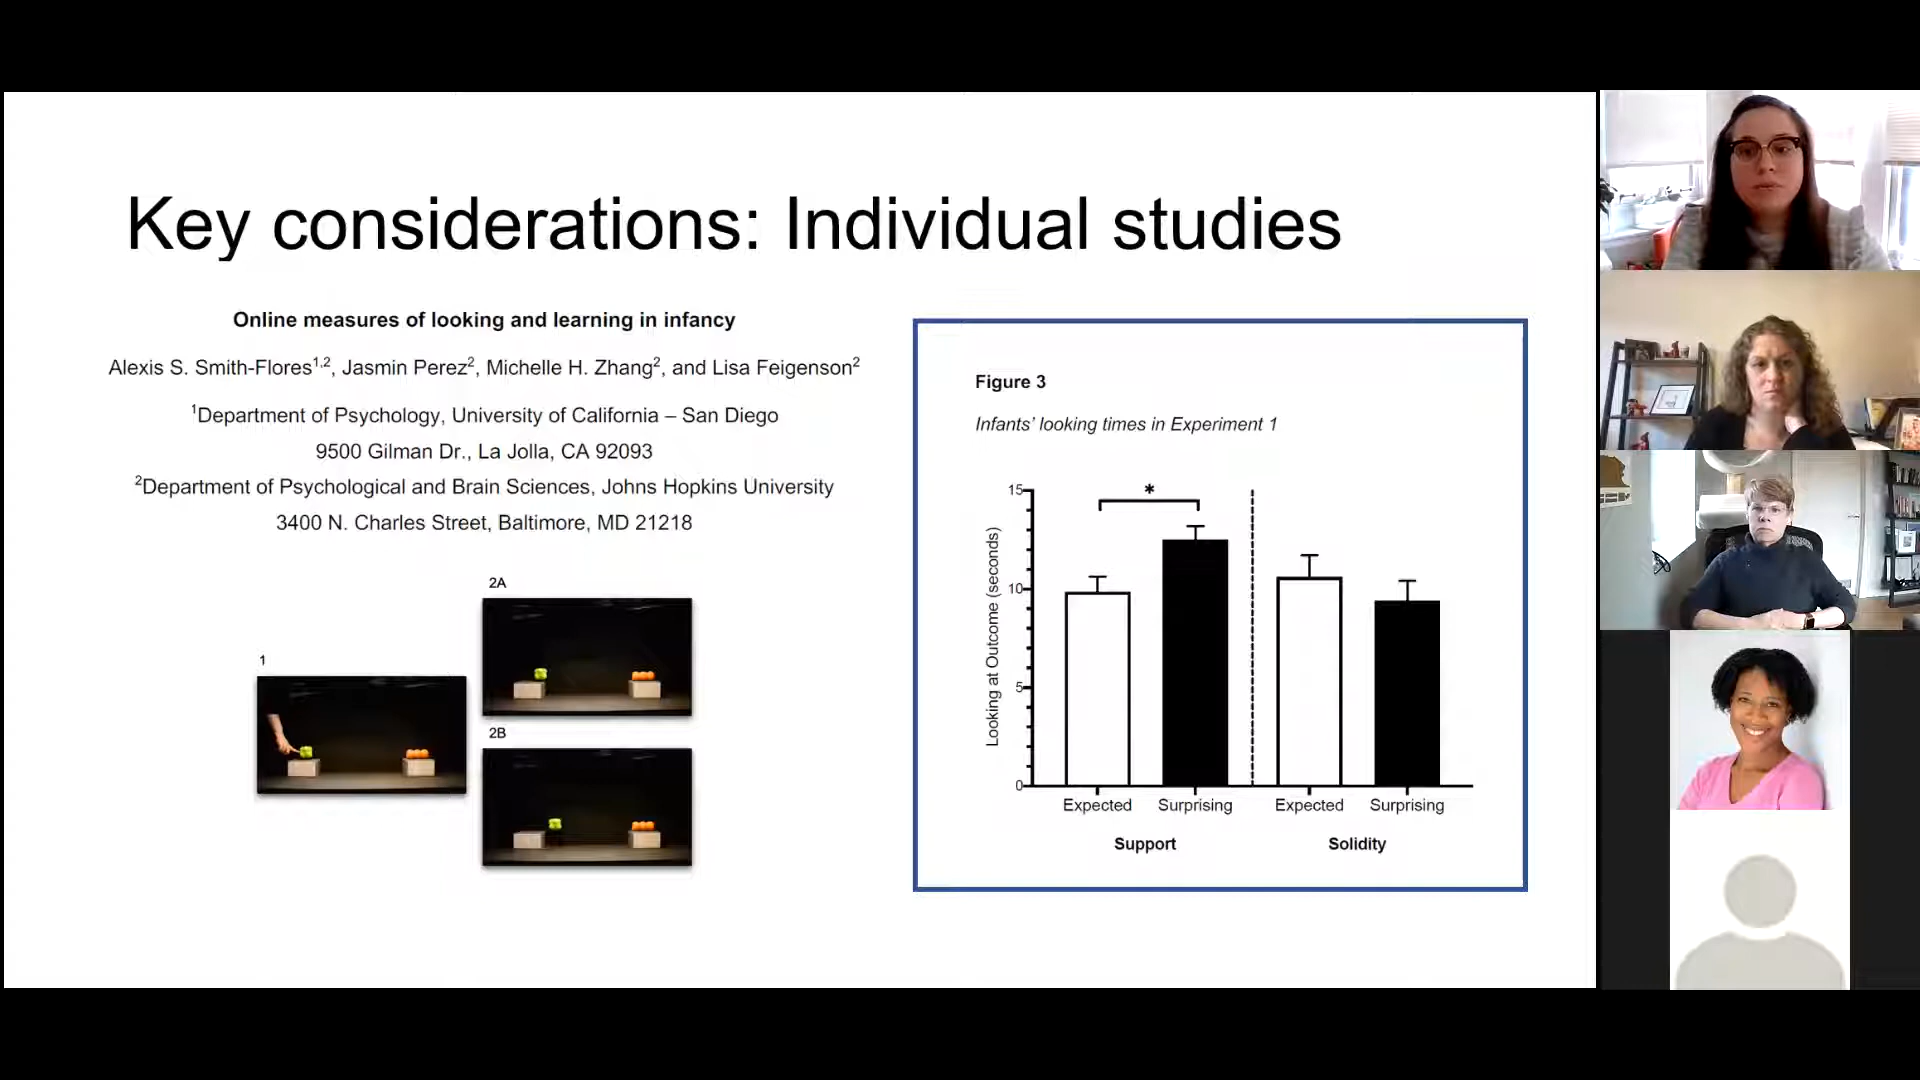 Key considerations: Individual studies
Online measures of looking and learning in infancy
Alexis S. Smith-Flores1,2, Jasmin Perez2, Michelle H. Zhang2, and Lisa Feigenson2
1Department of Psychology, University of California – San Diego
9500 Gilman Dr., La Jolla, CA 92093
2Department of Psychological and Brain Sciences, Johns Hopkins University
3400 N. Charles Street, Baltimore, MD 21218
2A
1
2B
Figure 3
Infants' looking times in Experiment 1
Looking at Outcome (seconds)
15
10
5
0
*
Expected Surprising Expected Surprising
Support Solidity